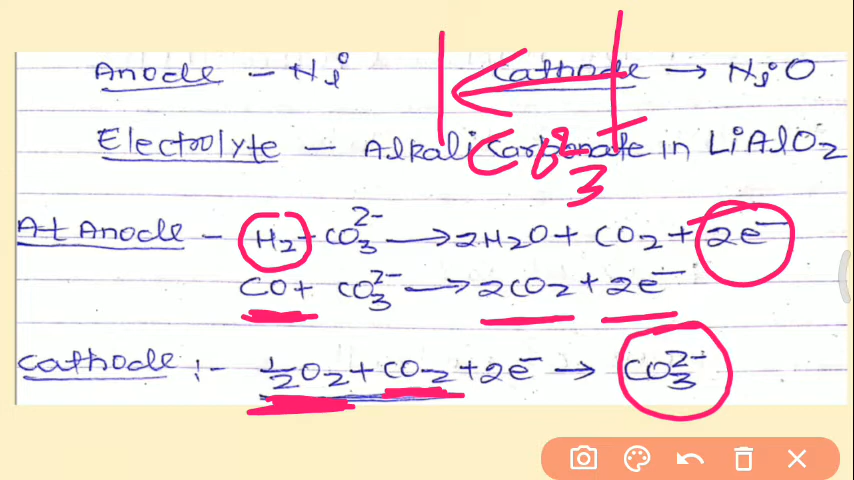 Anode - Ni Cathode → NiO
Electrolyte - Alkali Carbonate in LiAlO2
CO3 2-
At Anode - H2 + CO3 2- → 2H2O + CO2 + 2e-
CO + CO3 2- → 2CO2 + 2e-
Cathode :- 1/2 O2 + CO2 + 2e- → CO3 2-